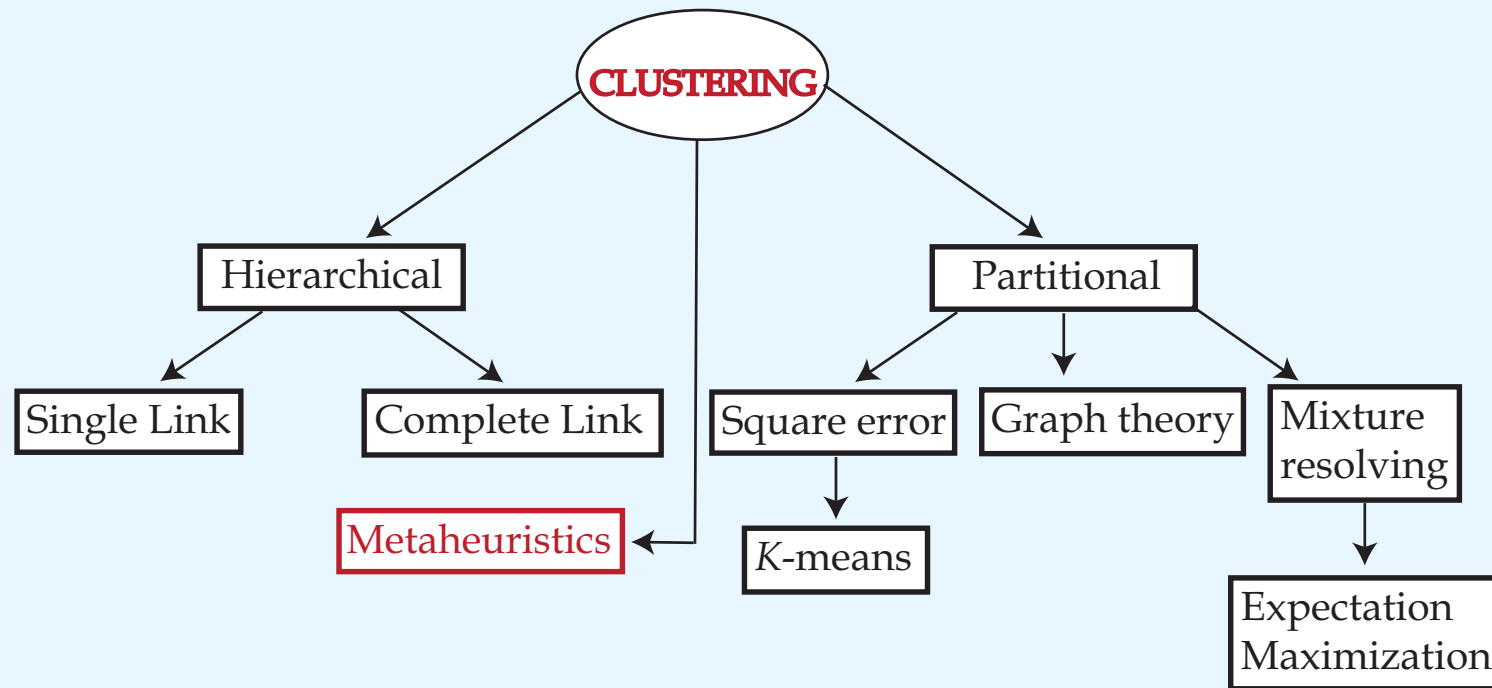 CLUSTERING
Hierarchical
Partitional
Single Link
Complete Link
Square error
Graph theory
Mixture
resolving
Metaheuristics
K-means
Expectation
Maximization